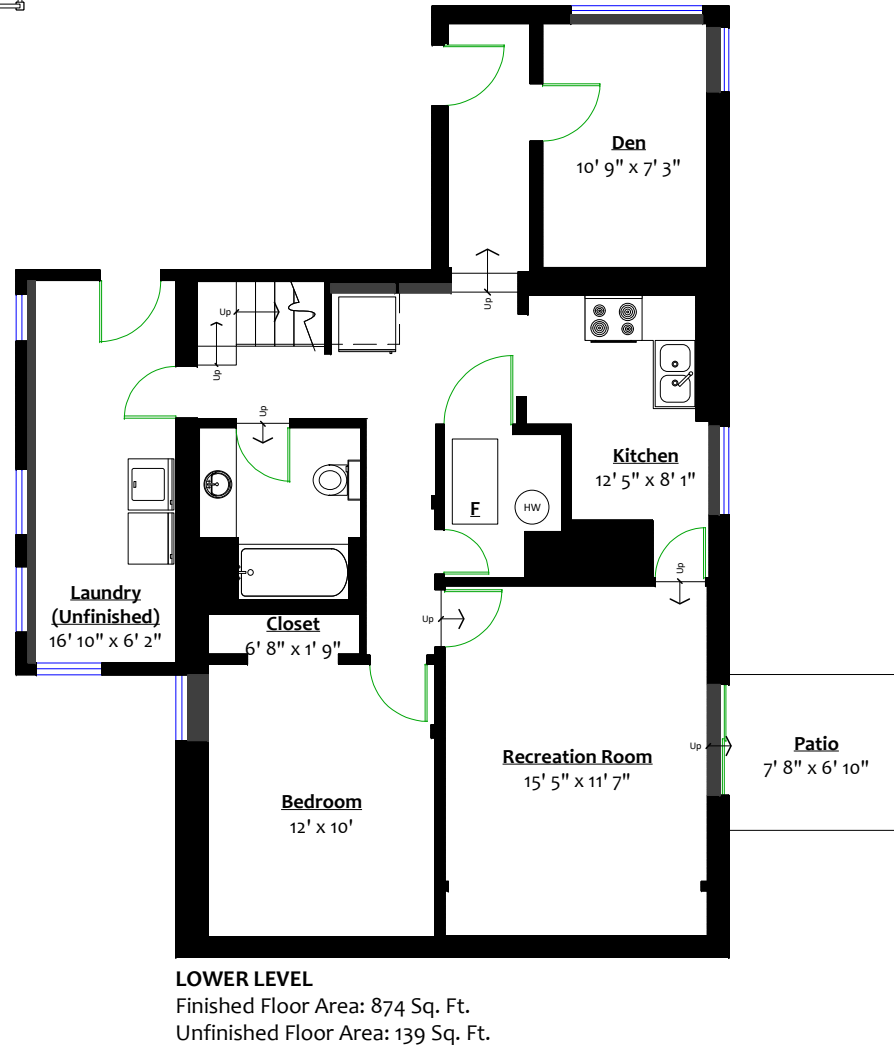 Den
10' 9" x 7' 3"
Up
Up
Up
Up
Kitchen
12' 5" x 8' 1"
F
HW
Up
Laundry
(Unfinished)
16' 10" x 6' 2"
Closet
6' 8" x 1' 9"
Up
Recreation Room
15' 5" x 11' 7"
Up
Patio
7' 8" x 6' 10"
Bedroom
12' x 10'
LOWER LEVEL
Finished Floor Area: 874 Sq. Ft.
Unfinished Floor Area: 139 Sq. Ft.